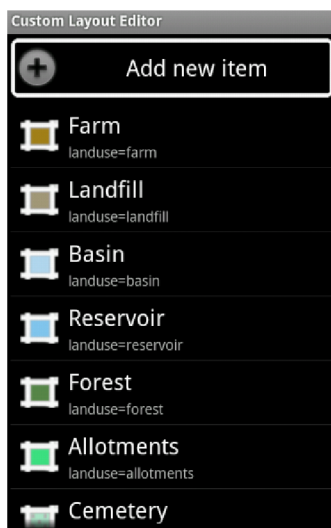 Custom Layout Editor
Add new item
Farm
landuse=farm
Landfill
landuse=landfill
Basin
landuse=basin
Reservoir
landuse=reservoir
Forest
landuse=forest
Allotments
landuse=allotments
Cemetery